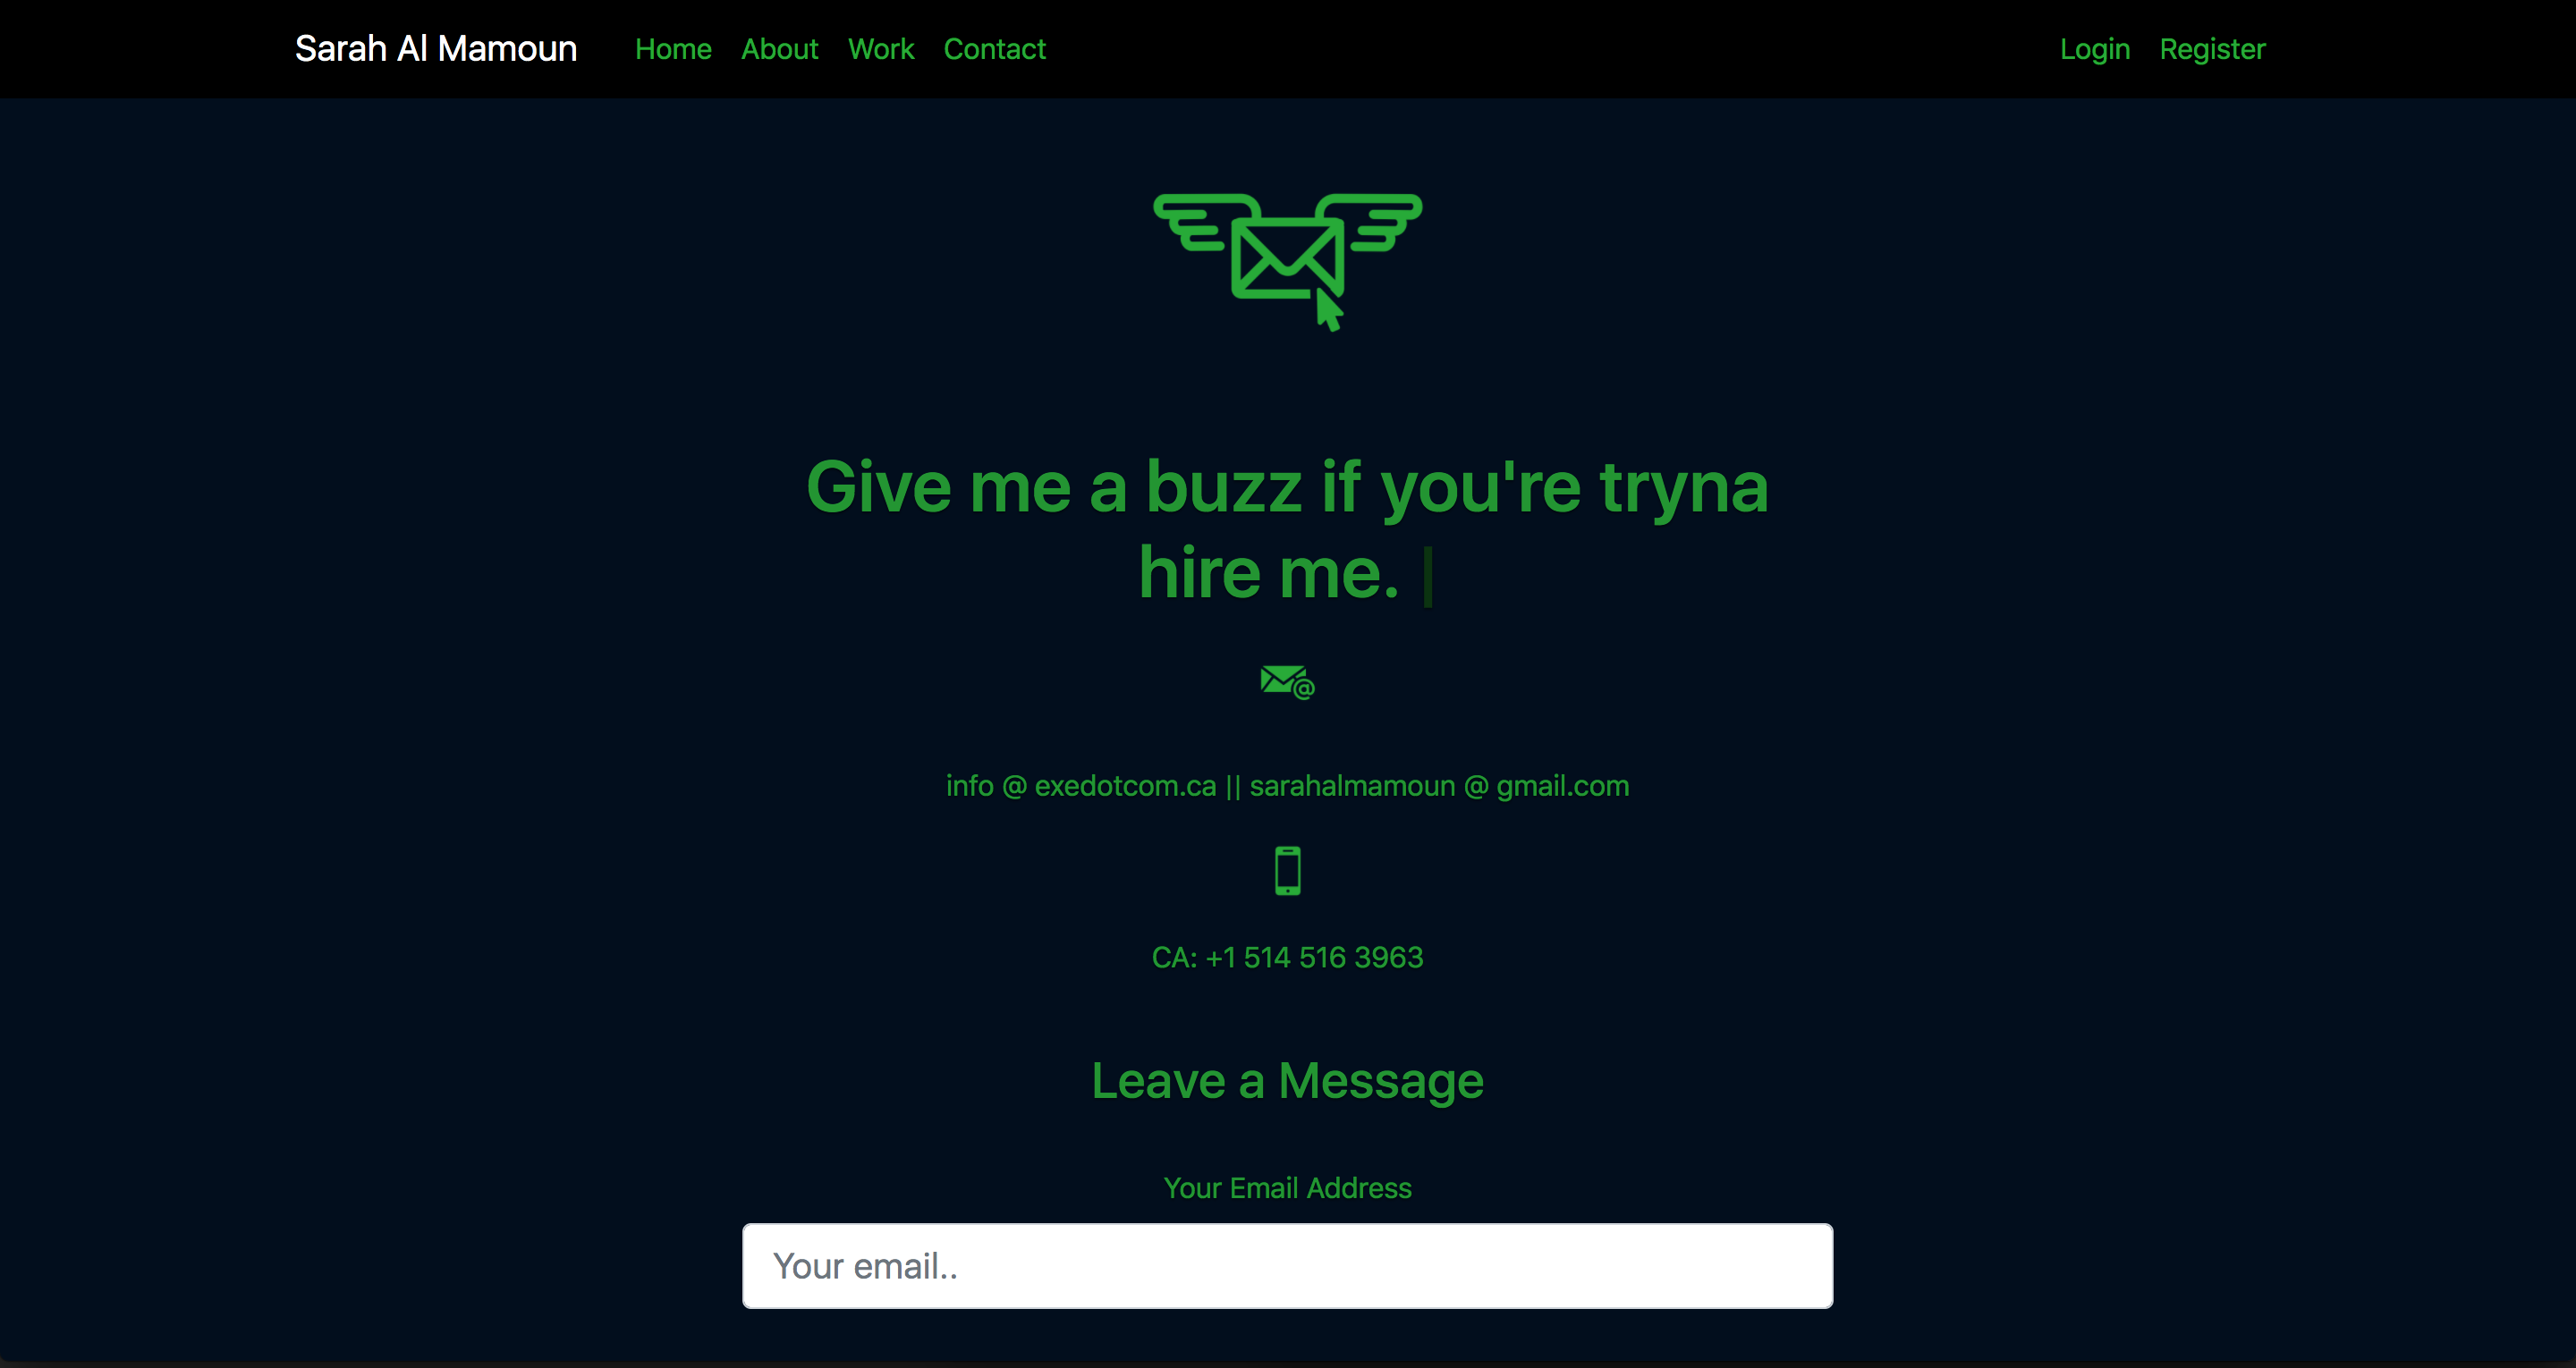 Sarah Al Mamoun Home About Work Contact Login Register
Give me a buzz if you're tryna
hire me. |
info @ exedotcom.ca || sarahalmamoun @ gmail.com
CA: +1 514 516 3963
Leave a Message
Your Email Address
Your email..